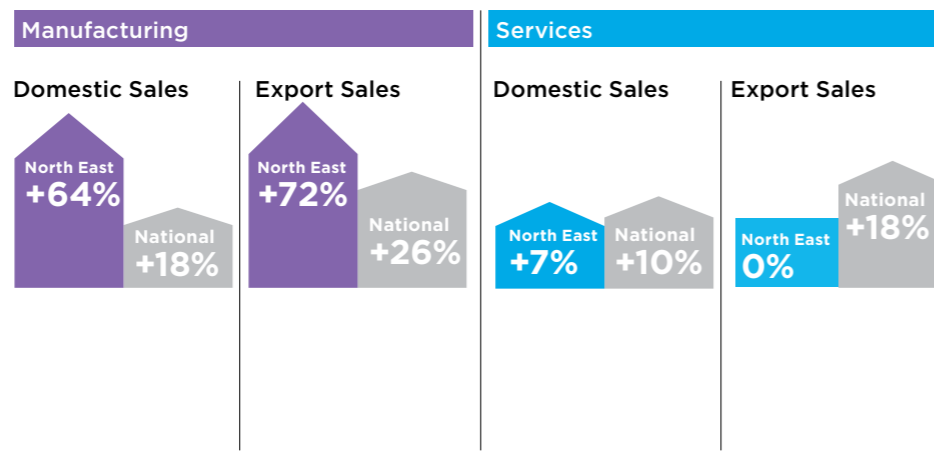 Manufacturing
Domestic Sales
North East
+64%
National
+18%
Export Sales
North East
+72%
National
+26%
Services
Domestic Sales
North East
+7%
National
+10%
Export Sales
North East
0%
National
+18%